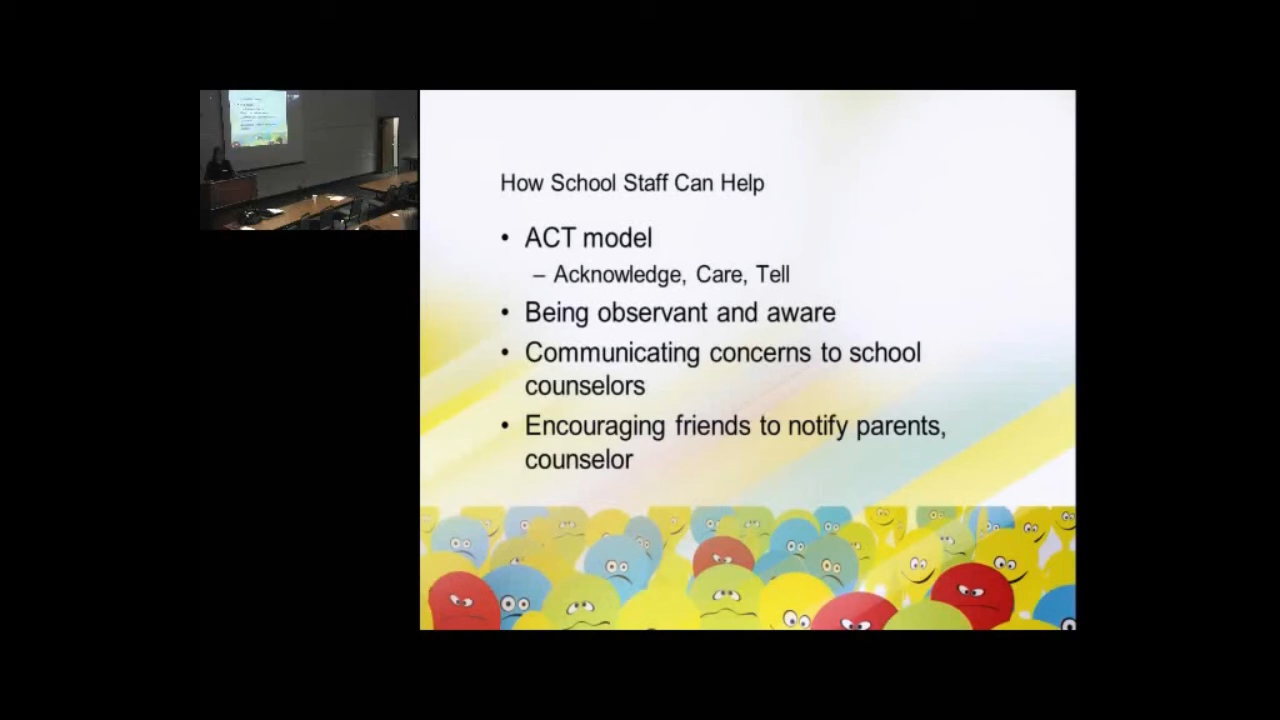 How School Staff Can Help
• ACT model
– Acknowledge, Care, Tell
• Being observant and aware
• Communicating concerns to school
counselors
• Encouraging friends to notify parents,
counselor